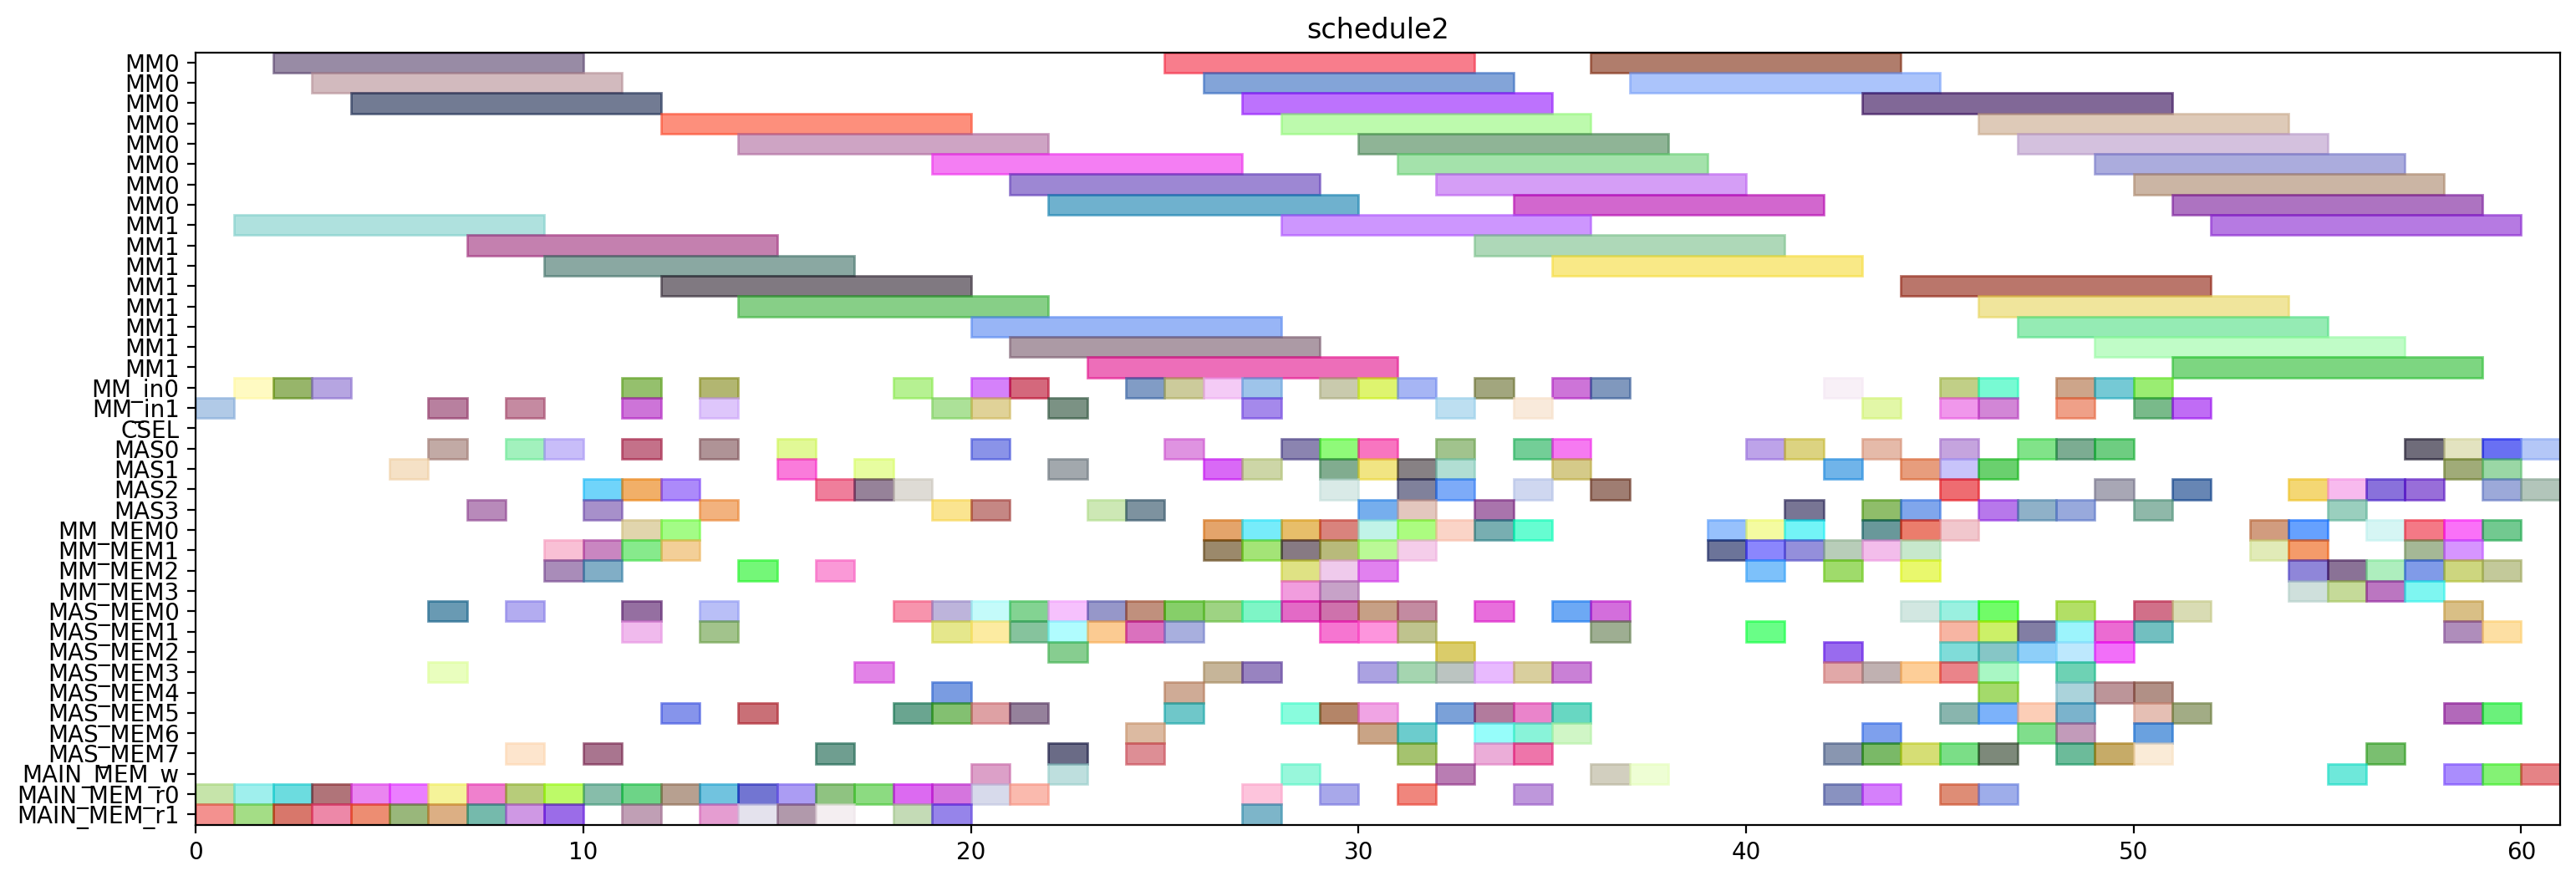 schedule2
MM0
MM0
MM0
MM0
MM0
MM0
MM0
MM0
MM1
MM1
MM1
MM1
MM1
MM1
MM1
MM1
MM_in0
MM_in1
CSEL
MAS0
MAS1
MAS2
MAS3
MM_MEM0
MM_MEM1
MM_MEM2
MM_MEM3
MAS_MEM0
MAS_MEM1
MAS_MEM2
MAS_MEM3
MAS_MEM4
MAS_MEM5
MAS_MEM6
MAS_MEM7
MAIN_MEM_w
MAIN_MEM_r0
MAIN_MEM_r1
0 10 20 30 40 50 60